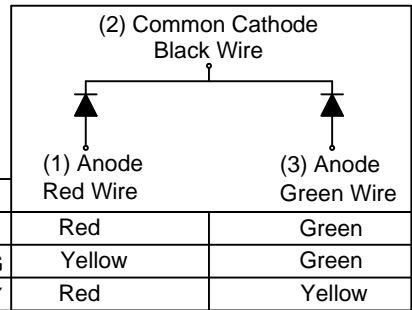 (2) Common Cathode
Black Wire
(1) Anode
Red Wire
(3) Anode
Green Wire
Red Green
Yellow Green
Red Yellow